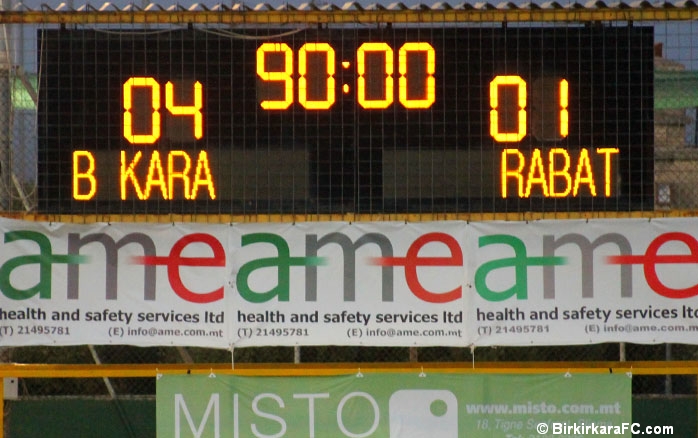 90:00
04 01
B KARA RABAT
ame ame ame
health and safety services ltd health and safety services ltd health and safety services ltd
(T) 21495781 (E) info@ame.com.mt (T) 21495781 (E) info@ame.com.mt (T) 21495781 (E) info@ame.com.mt
MISTO www.misto.com.mt
18, Tigne
© BirkirkaraFC.com